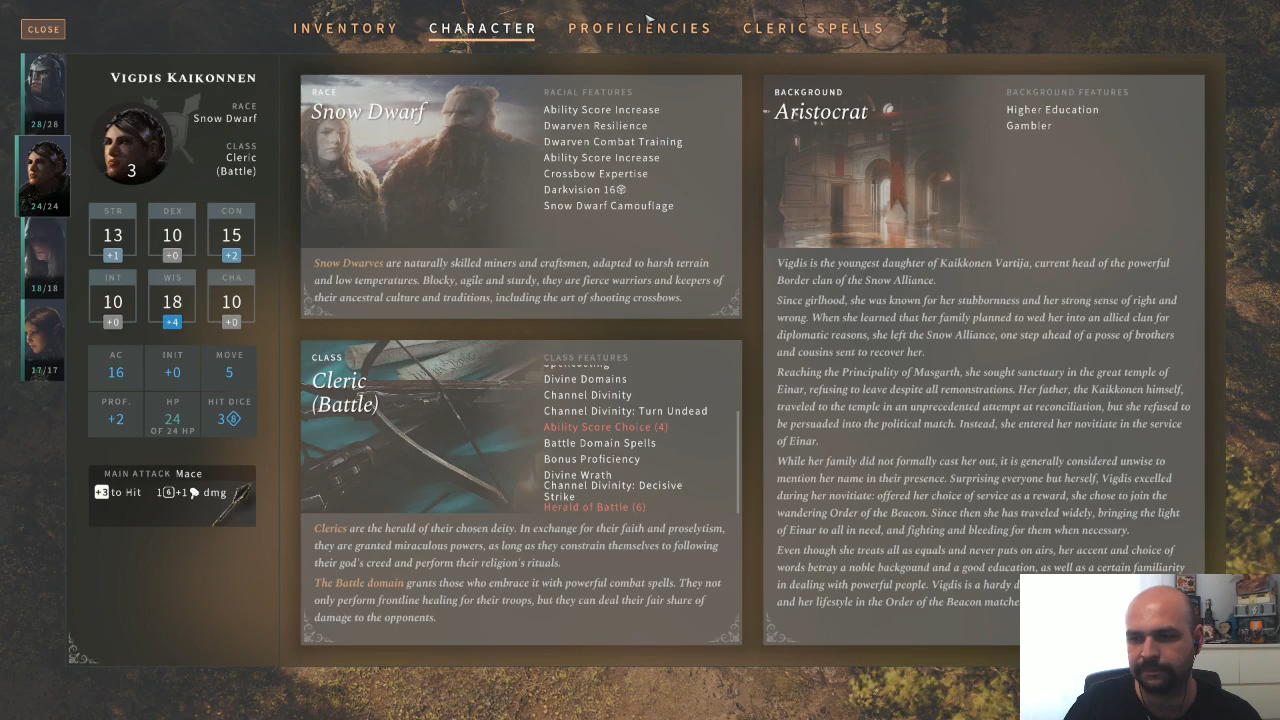 CLOSE
INVENTORY CHARACTER PROFICIENCIES CLERIC SPELLS
28/28
24/24
18/18
17/17
VIGDIS KAIKONNEN
RACE
Snow Dwarf
CLASS
Cleric
(Battle)
3
STR DEX CON
13 10 15
+1 +0 +2
INT WIS CHA
10 18 10
+0 +4 +0
AC INIT MOVE
16 +0 5
PROF. HP HIT DICE
+2 24 3 8
OF 24 HP
MAIN ATTACK Mace
+3 to Hit 1 6 +1 dmg
RACE
Snow Dwarf
RACIAL FEATURES
Ability Score Increase
Dwarven Resilience
Dwarven Combat Training
Ability Score Increase
Crossbow Expertise
Darkvision 16
Snow Dwarf Camouflage
Snow Dwarves are naturally skilled miners and craftsmen, adapted to harsh terrain
and low temperatures. Blocky, agile and sturdy, they are fierce warriors and keepers of
their ancestral culture and traditions, including the art of shooting crossbows.
CLASS
Cleric
(Battle)
CLASS FEATURES
Spellcasting
Divine Domains
Channel Divinity
Channel Divinity: Turn Undead
Ability Score Choice (4)
Battle Domain Spells
Bonus Proficiency
Divine Wrath
Channel Divinity: Decisive
Strike
Herald of Battle (6)
Clerics are the herald of their chosen deity. In exchange for their faith and proselytism,
they are granted miraculous powers, as long as they constrain themselves to following
their god's creed and perform their religion's rituals.
The Battle domain grants those who embrace it with powerful combat spells. They not
only perform frontline healing for their troops, but they can deal their fair share of
damage to the opponents.
BACKGROUND
Aristocrat
BACKGROUND FEATURES
Higher Education
Gambler
Vigdis is the youngest daughter of Kaikonnen Vartija, current head of the powerful
Border clan of the Snow Alliance.
Since girlhood, she was known for her stubbornness and her strong sense of right and
wrong. When she learned that her family planned to wed her into an allied clan for
diplomatic reasons, she left the Snow Alliance, one step ahead of a posse of brothers
and cousins sent to recover her.
Reaching the Principality of Masgarth, she sought sanctuary in the great temple of
Einar, refusing to leave despite all remonstrations. Her father, the Kaikonnen himself,
traveled to the temple in an unprecedented attempt at reconciliation, but she refused to
be persuaded into the political match. Instead, she entered her novitiate in the service
of Einar.
While her family did not formally cast her out, it is generally considered unwise to
mention her name in their presence. Surprising everyone but herself, Vigdis excelled
during her novitiate: offered her choice of service as a reward, she chose to join the
wandering Order of the Beacon. Since then she has traveled widely, bringing the light
of Einar to all in need, and fighting and bleeding for them when necessary.
Even though she treats all as equals and never puts on airs, her accent and choice of
words betray a noble background and a good education, as well as a certain familiarity
in dealing with powerful people. Vigdis is a hardy d
and her lifestyle in the Order of the Beacon matche